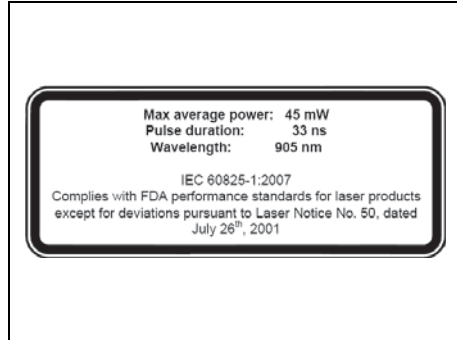 Max average power: 45 mW
Pulse duration: 33 ns
Wavelength: 905 nm
IEC 60825-1:2007
Complies with FDA performance standards for laser products
except for deviations pursuant to Laser Notice No. 50, dated
July 26th, 2001